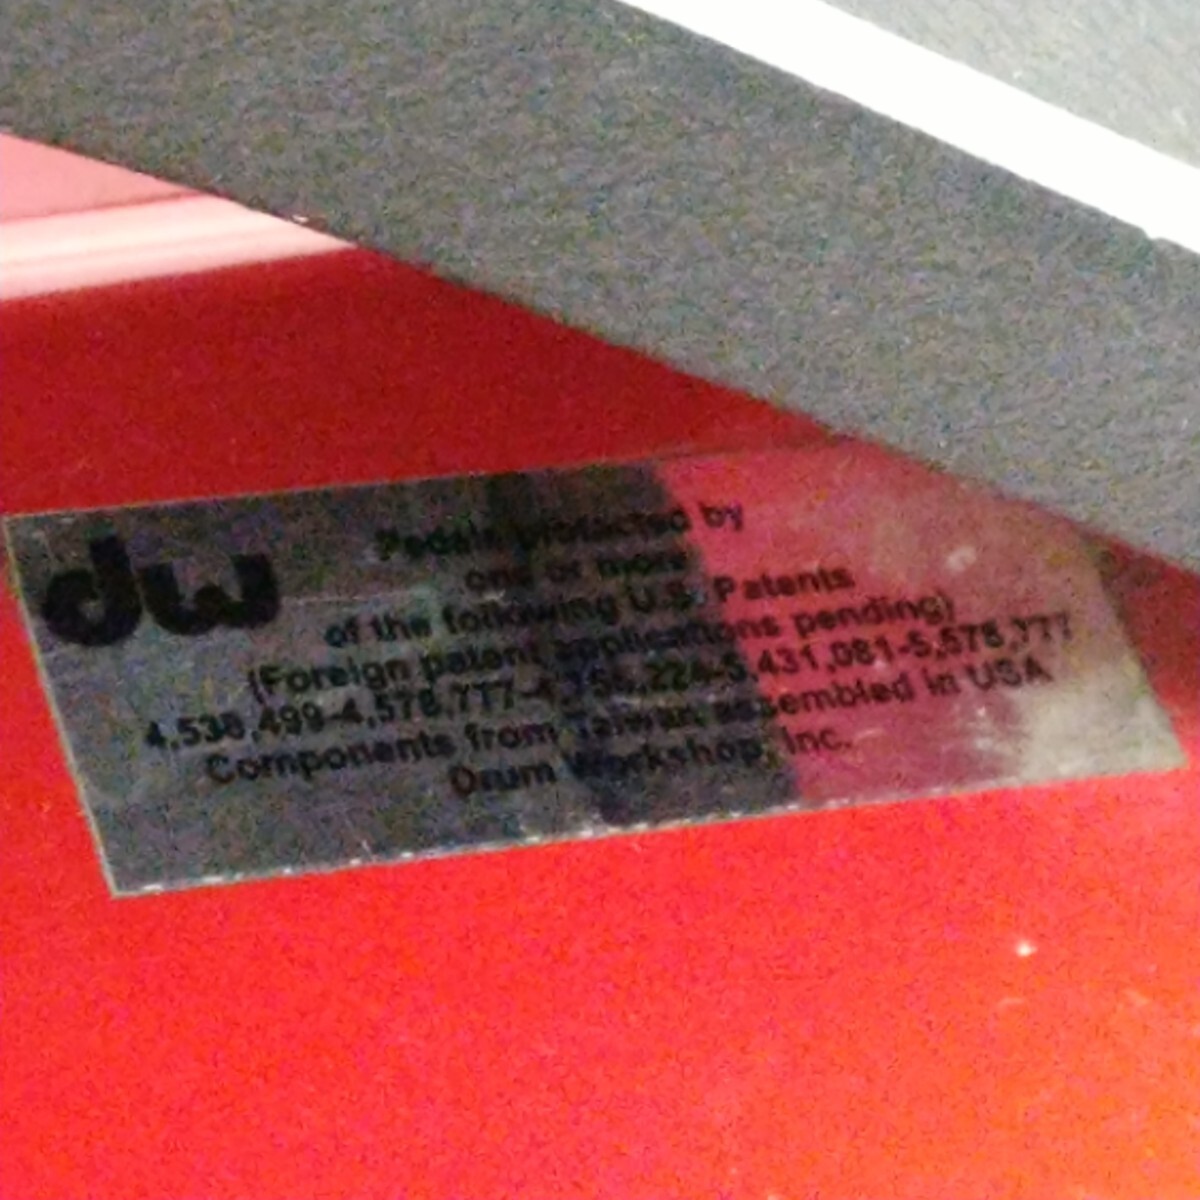 dw
Pedals protected by
one or more
of the following U.S. Patents
(Foreign patent applications pending)
4,538,499-4,578,777-4,756,224-5,431,081-5,578,777
Components from Taiwan assembled in USA
Drum Workshop, Inc.